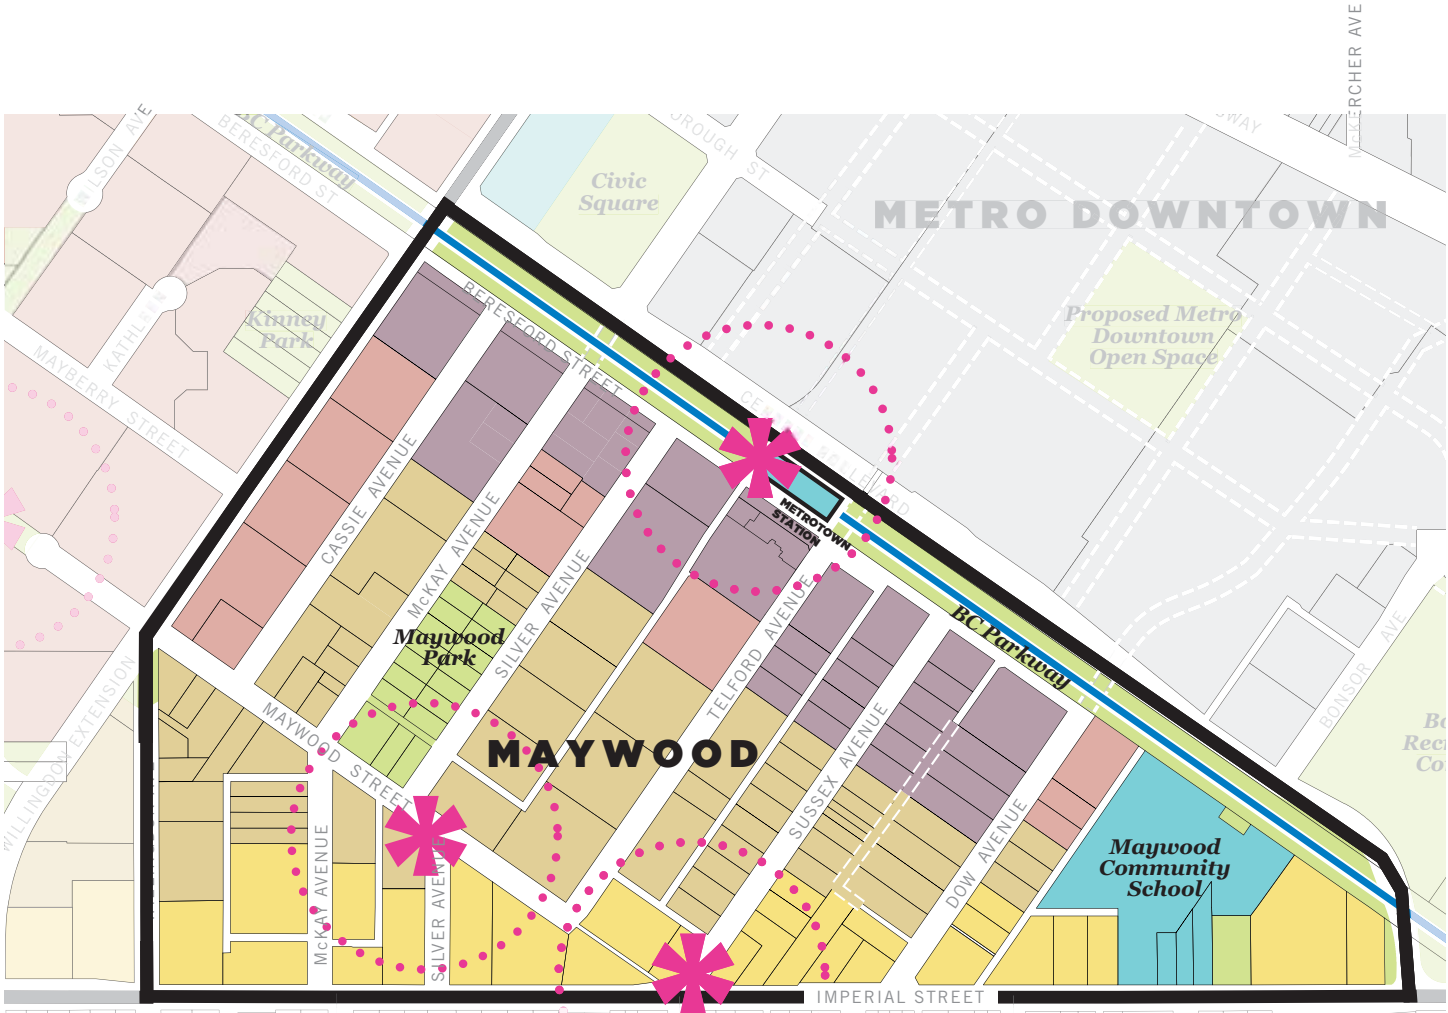 McKERCHER AVE
WILSON AVE
BC Parkway
BERESFORD ST
Civic
Square
METRO DOWNTOWN
Kinney
Park
MAYBERRY STREET
Proposed Metro
Downtown
Open Space
BERESFORD STREET
CASSIE AVENUE
McKAY AVENUE
SILVER AVENUE
METROTOWN
STATION
BC Parkway
Maywood
Park
TELFORD AVENUE
MAYWOOD
MAYWOOD STREET
SUSSEX AVENUE
DOW AVENUE
BONSOR AVE
WILLINGDON EXTENSION
Maywood
Community
School
McKAY AVENUE
SILVER AVENUE
IMPERIAL STREET